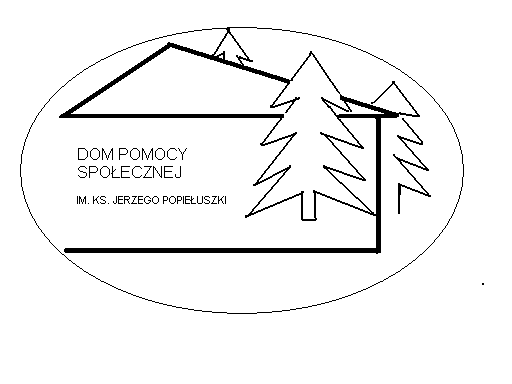 DOM POMOCY
SPOŁECZNEJ
IM. KS. JERZEGO POPIEŁUSZKI